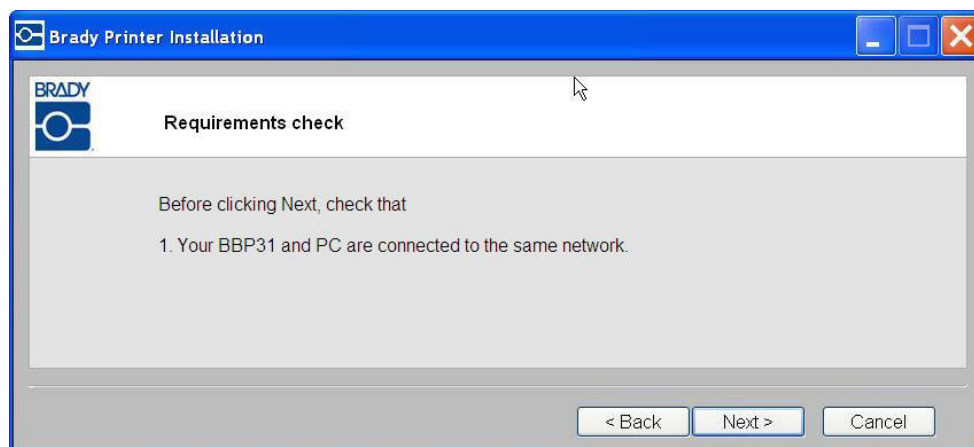 Brady Printer Installation
BRADY
Requirements check
Before clicking Next, check that
1. Your BBP31 and PC are connected to the same network.
< Back Next > Cancel